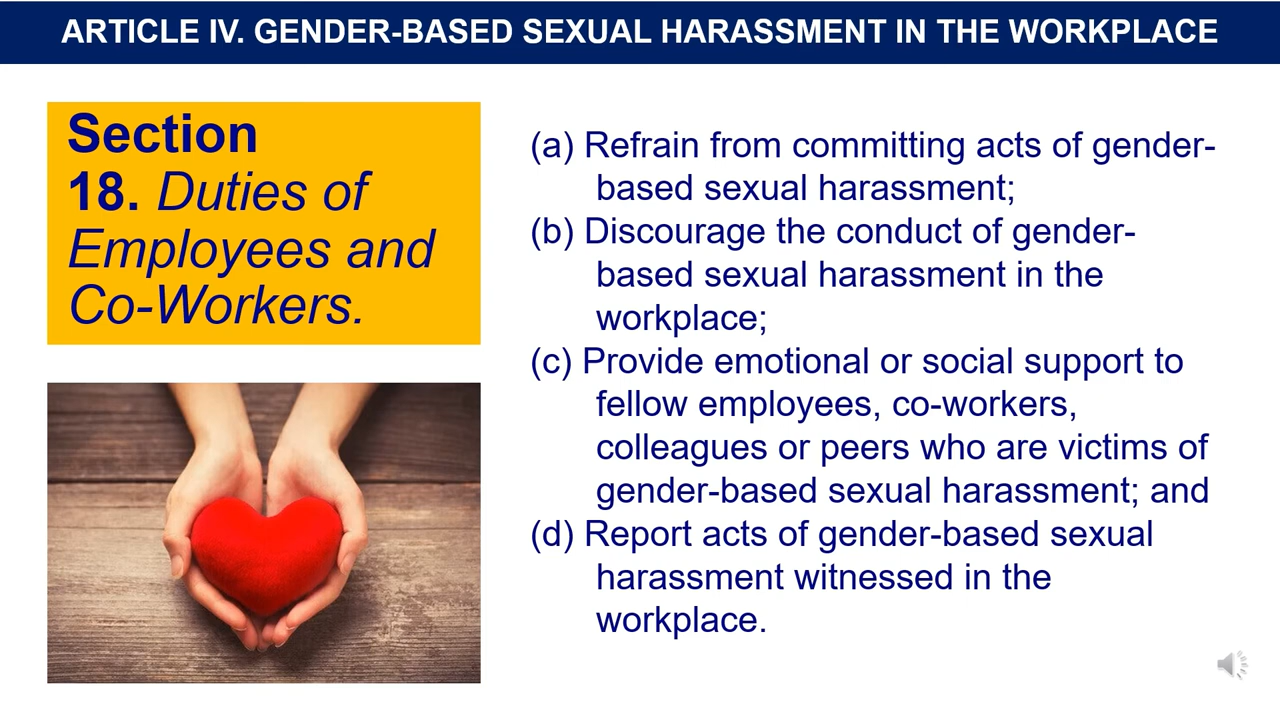 ARTICLE IV. GENDER-BASED SEXUAL HARASSMENT IN THE WORKPLACE
Section
18. Duties of
Employees and
Co-Workers.
(a) Refrain from committing acts of gender-
based sexual harassment;
(b) Discourage the conduct of gender-
based sexual harassment in the
workplace;
(c) Provide emotional or social support to
fellow employees, co-workers,
colleagues or peers who are victims of
gender-based sexual harassment; and
(d) Report acts of gender-based sexual
harassment witnessed in the
workplace.